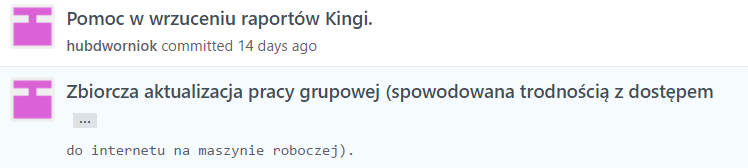 Pomoc w wrzuceniu raportów Kingi.
hubdworniok committed 14 days ago
Zbiorcza aktualizacja pracy grupowej (spowodowana trodnością z dostępem
...
do internetu na maszynie roboczej).